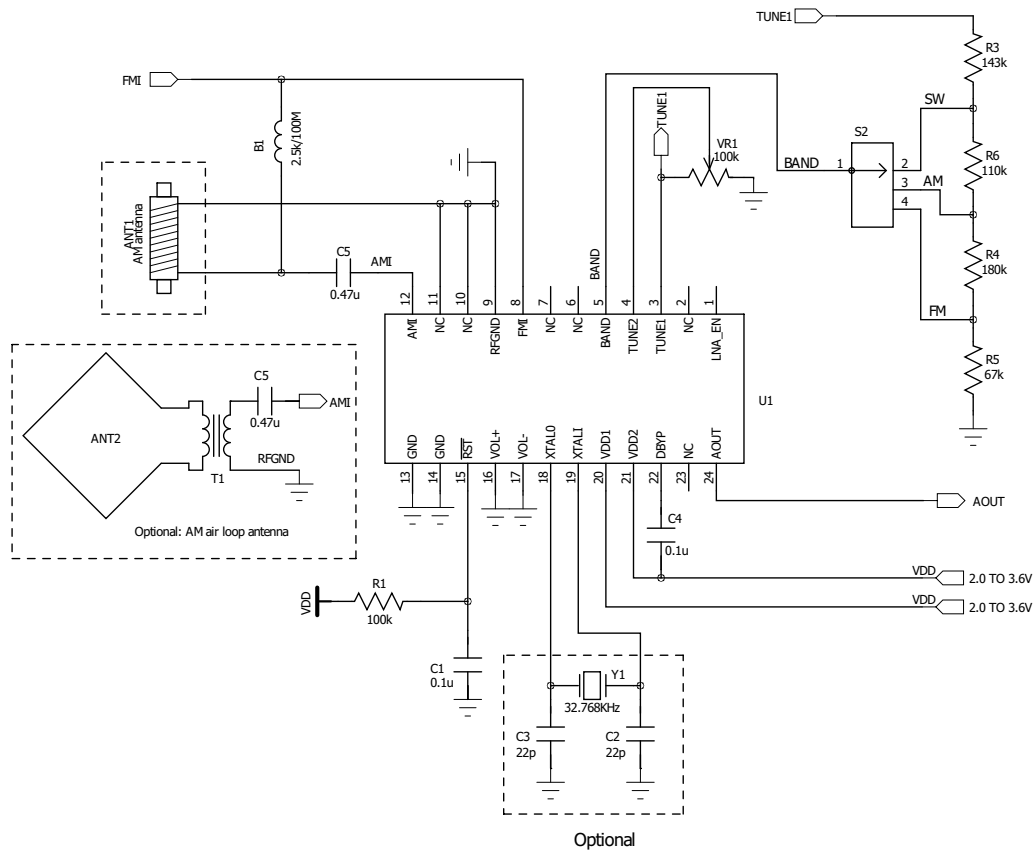 TUNE1
R3
143k
FMI
SW
S2
B1
2.5k/100M
TUNE1
VR1
100k
BAND
1
2
3
4
AM
R6
110k
ANT1
AM antenna
C5
0.47u
AMI
BAND
R4
180k
FM
12
11
10
9
8
7
6
5
4
3
2
1
AMI
NC
NC
RFGND
FMI
NC
NC
BAND
TUNE2
TUNE1
NC
LNA_EN
R5
67k
U1
ANT2
C5
0.47u
AMI
RFGND
T1
Optional: AM air loop antenna
GND
GND
RST
VOL+
VOL-
XTALO
XTALI
VDD1
VDD2
DBYP
NC
AOUT
13
14
15
16
17
18
19
20
21
22
23
24
AOUT
C4
0.1u
VDD
2.0 TO 3.6V
VDD
2.0 TO 3.6V
VDD
R1
100k
C1
0.1u
Y1
32.768KHz
C3
22p
C2
22p
Optional